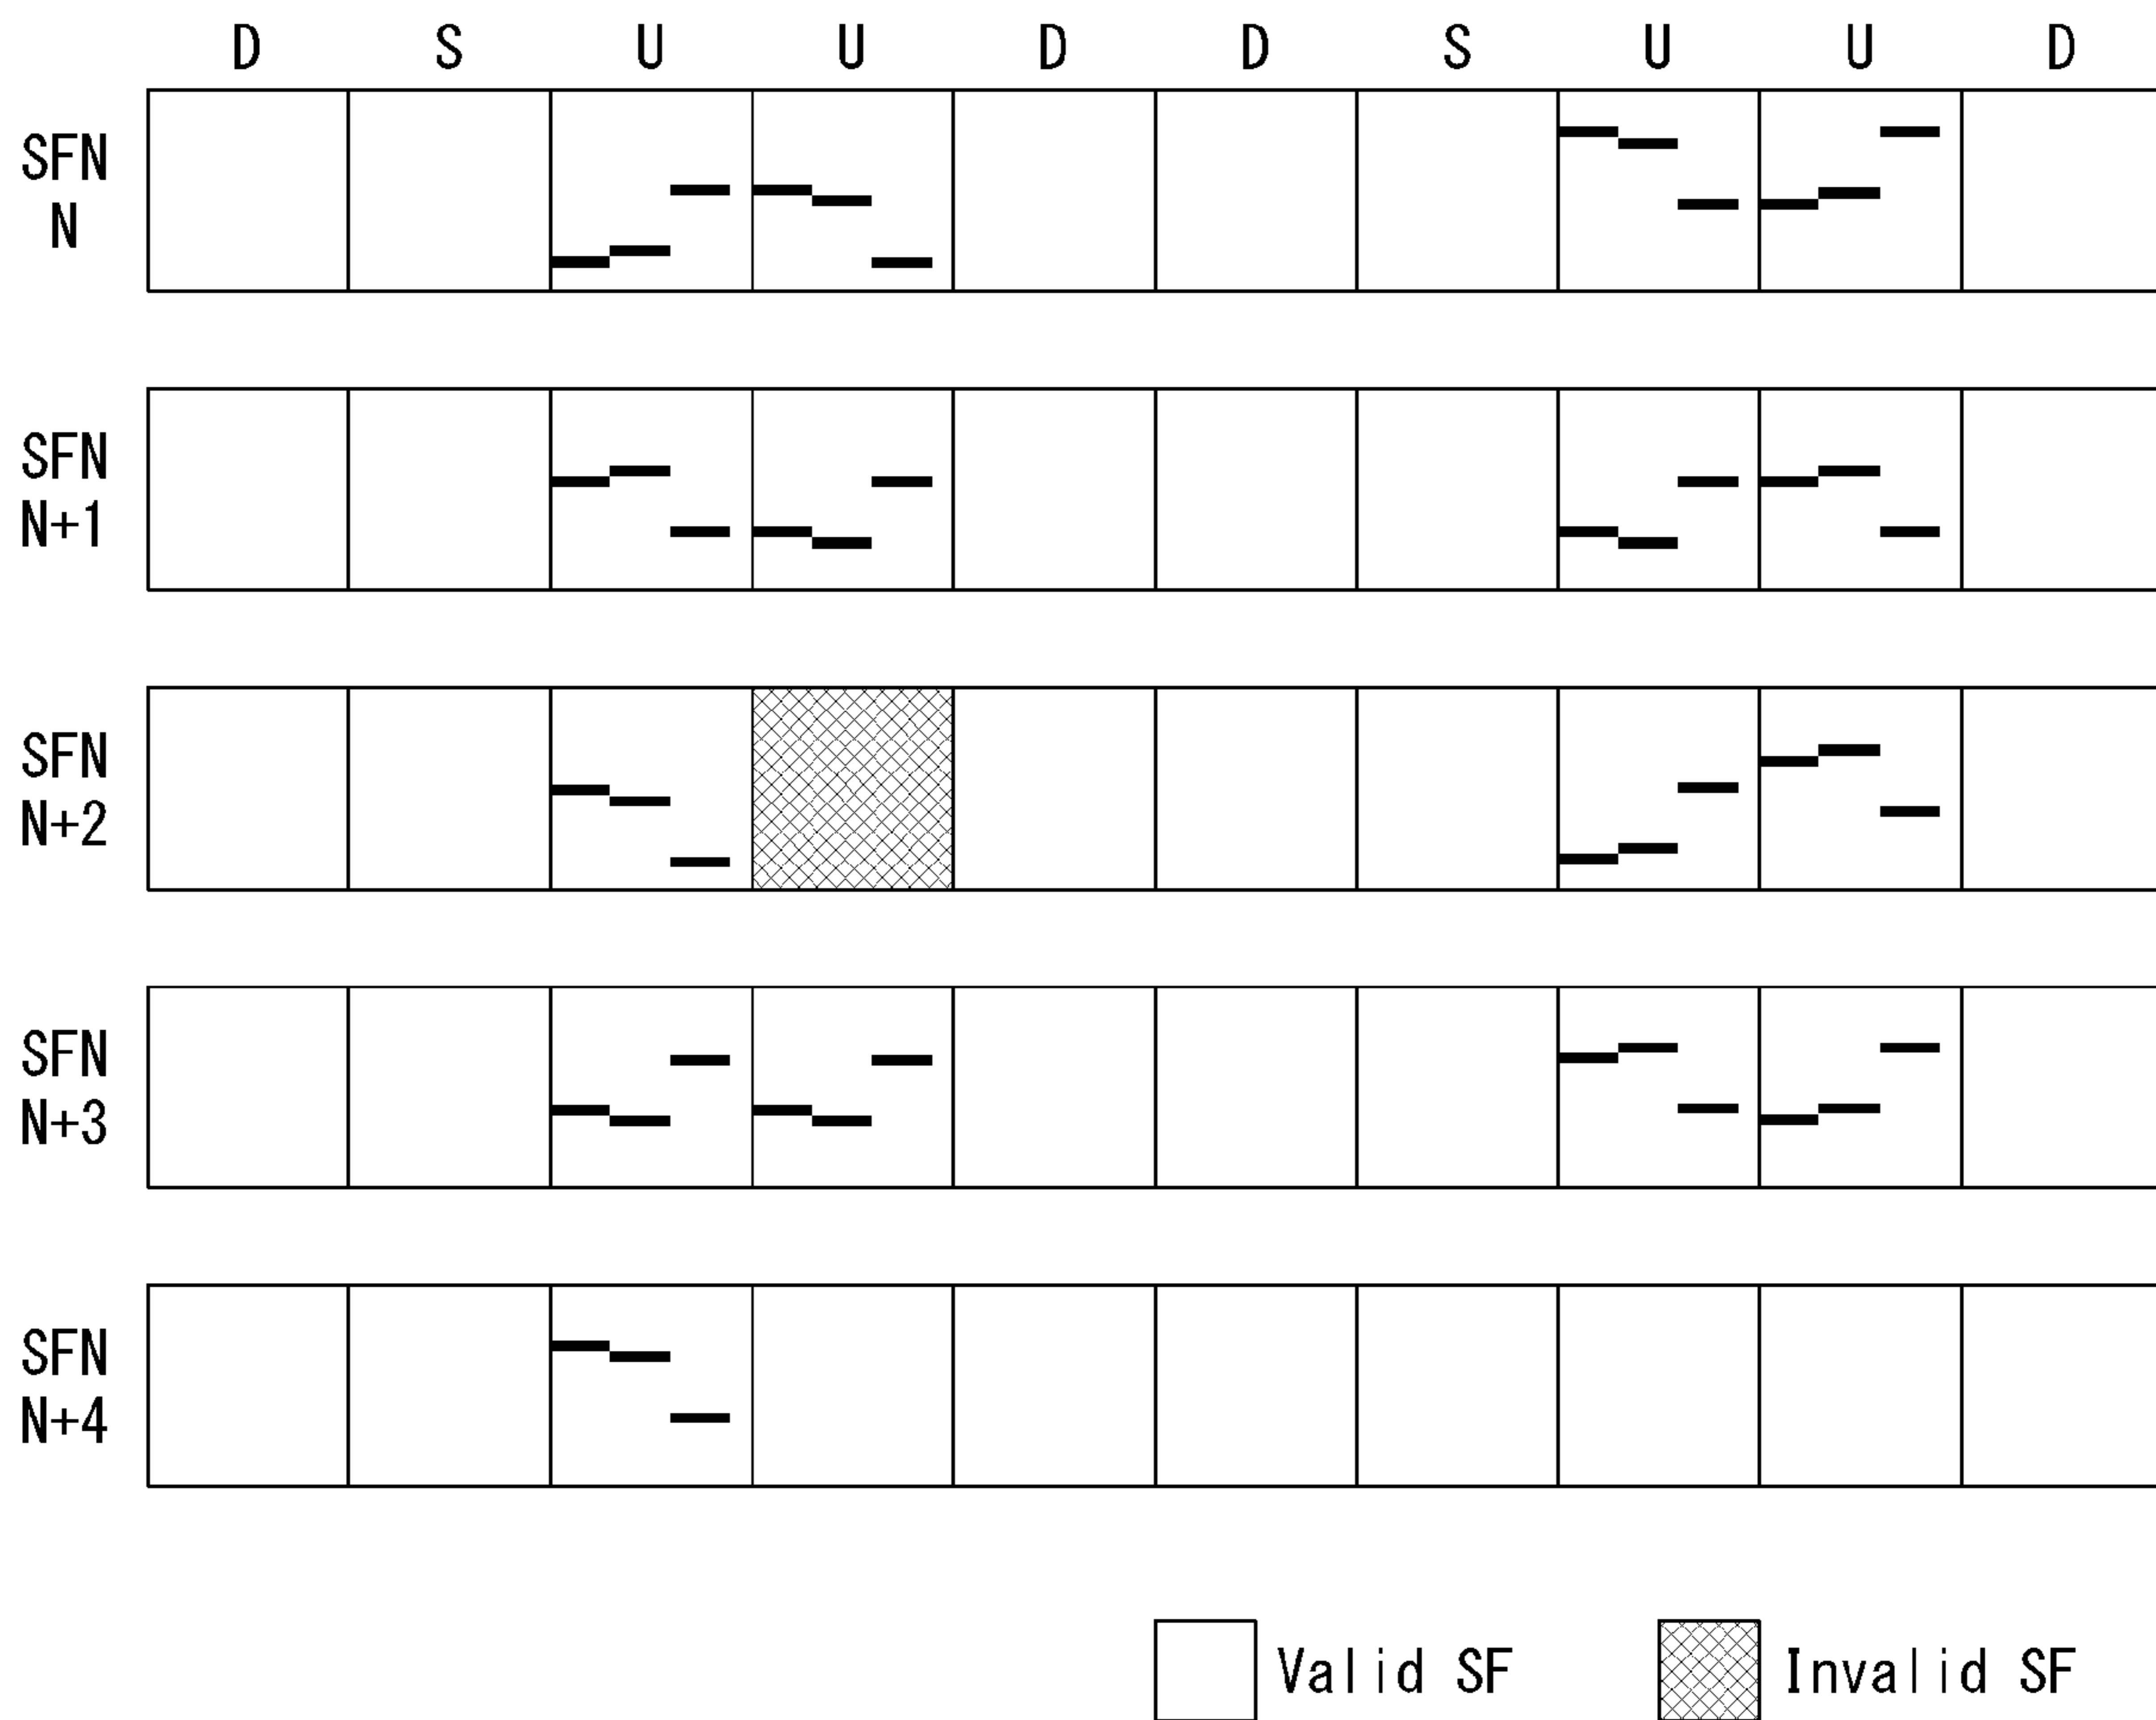 D S U U D D S U U D
SFN
N
SFN
N+1
SFN
N+2
SFN
N+3
SFN
N+4
Valid SF Invalid SF